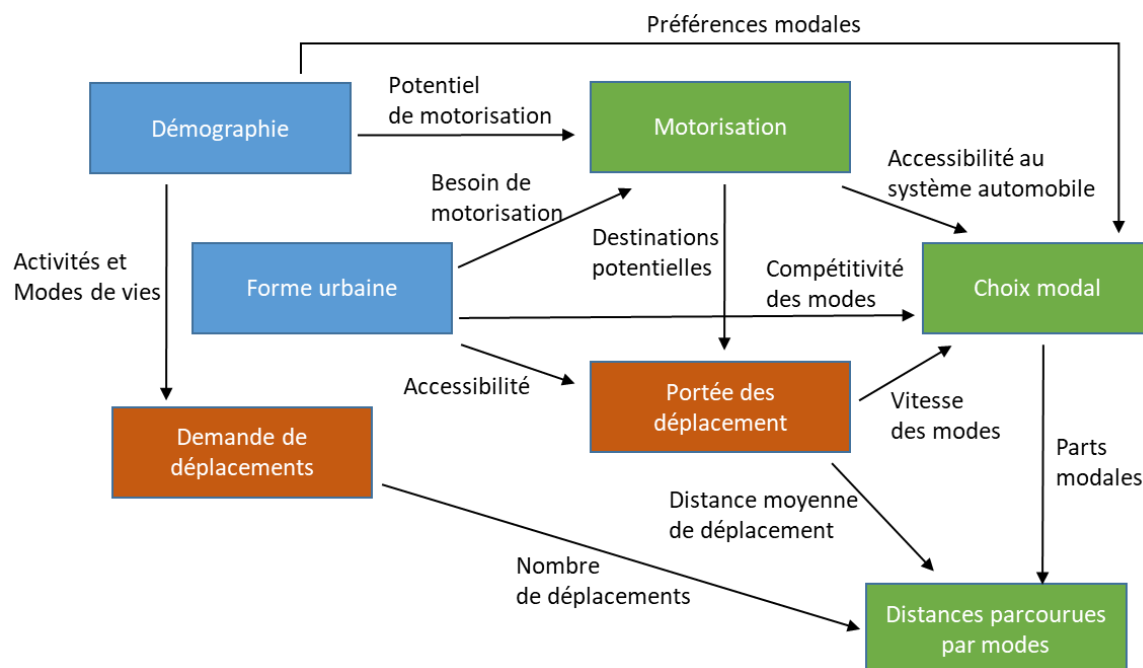 Préférences modales
Potentiel
de motorisation
Démographie
Motorisation
Accessibilité au
système automobile
Besoin de
motorisation
Destinations
potentielles
Activités et
Modes de vies
Forme urbaine
Compétitivité
des modes
Choix modal
Accessibilité
Portée des
déplacement
Vitesse
des modes
Demande de
déplacements
Parts
modales
Distance moyenne
de déplacement
Nombre
de déplacements
Distances parcourues
par modes